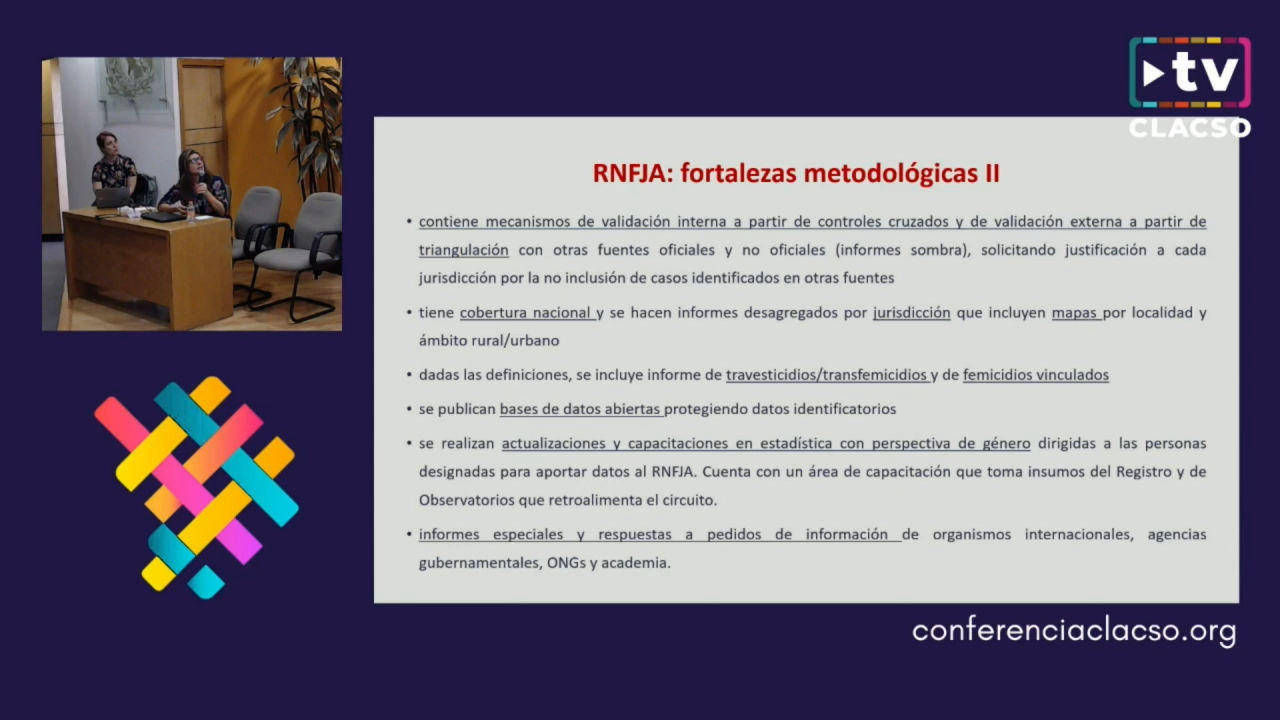 tv
CLACSO
RNFJA: fortalezas metodológicas II
• contiene mecanismos de validación interna a partir de controles cruzados y de validación externa a partir de
triangulación con otras fuentes oficiales y no oficiales (informes sombra), solicitando justificación a cada
jurisdicción por la no inclusión de casos identificados en otras fuentes
• tiene cobertura nacional y se hacen informes desagregados por jurisdicción que incluyen mapas por localidad y
ámbito rural/urbano
• dadas las definiciones, se incluye informe de travesticidios/transfemicidios y de femicidios vinculados
• se publican bases de datos abiertas protegiendo datos identificatorios
• se realizan actualizaciones y capacitaciones en estadística con perspectiva de género dirigidas a las personas
designadas para aportar datos al RNFJA. Cuenta con un área de capacitación que toma insumos del Registro y de
Observatorios que retroalimenta el circuito.
• informes especiales y respuestas a pedidos de información de organismos internacionales, agencias
gubernamentales, ONGs y academia.
conferenciaclacso.org